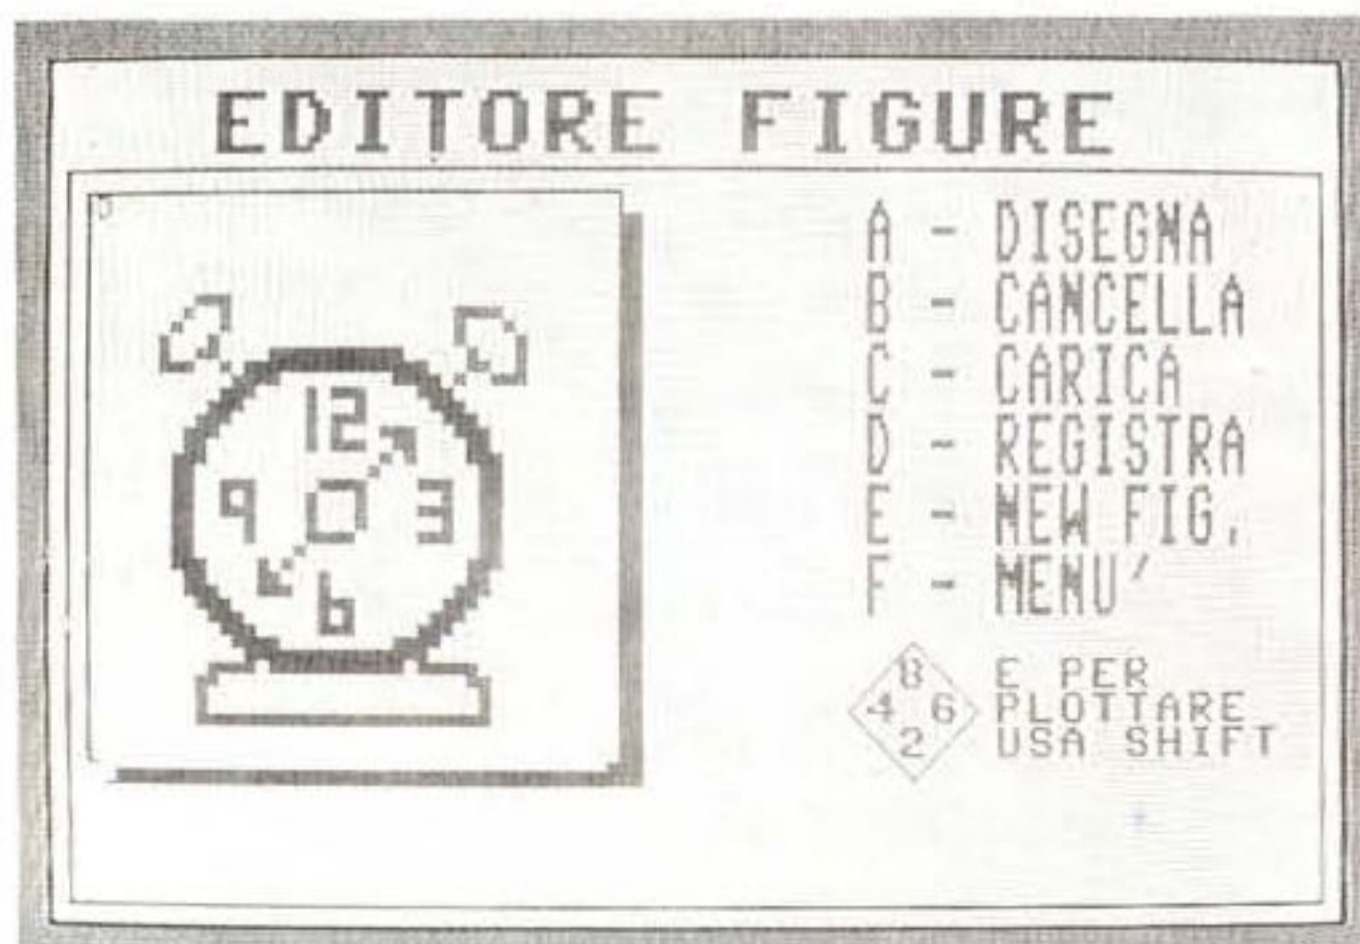 EDITORE FIGURE
12
9 3
6
A - DISEGNA
B - CANCELLA
C - CARICA
D - REGISTRA
E - NEW FIG.
F - MENU'
8
4 6
2
E PER
PLOTTARE
USA SHIFT